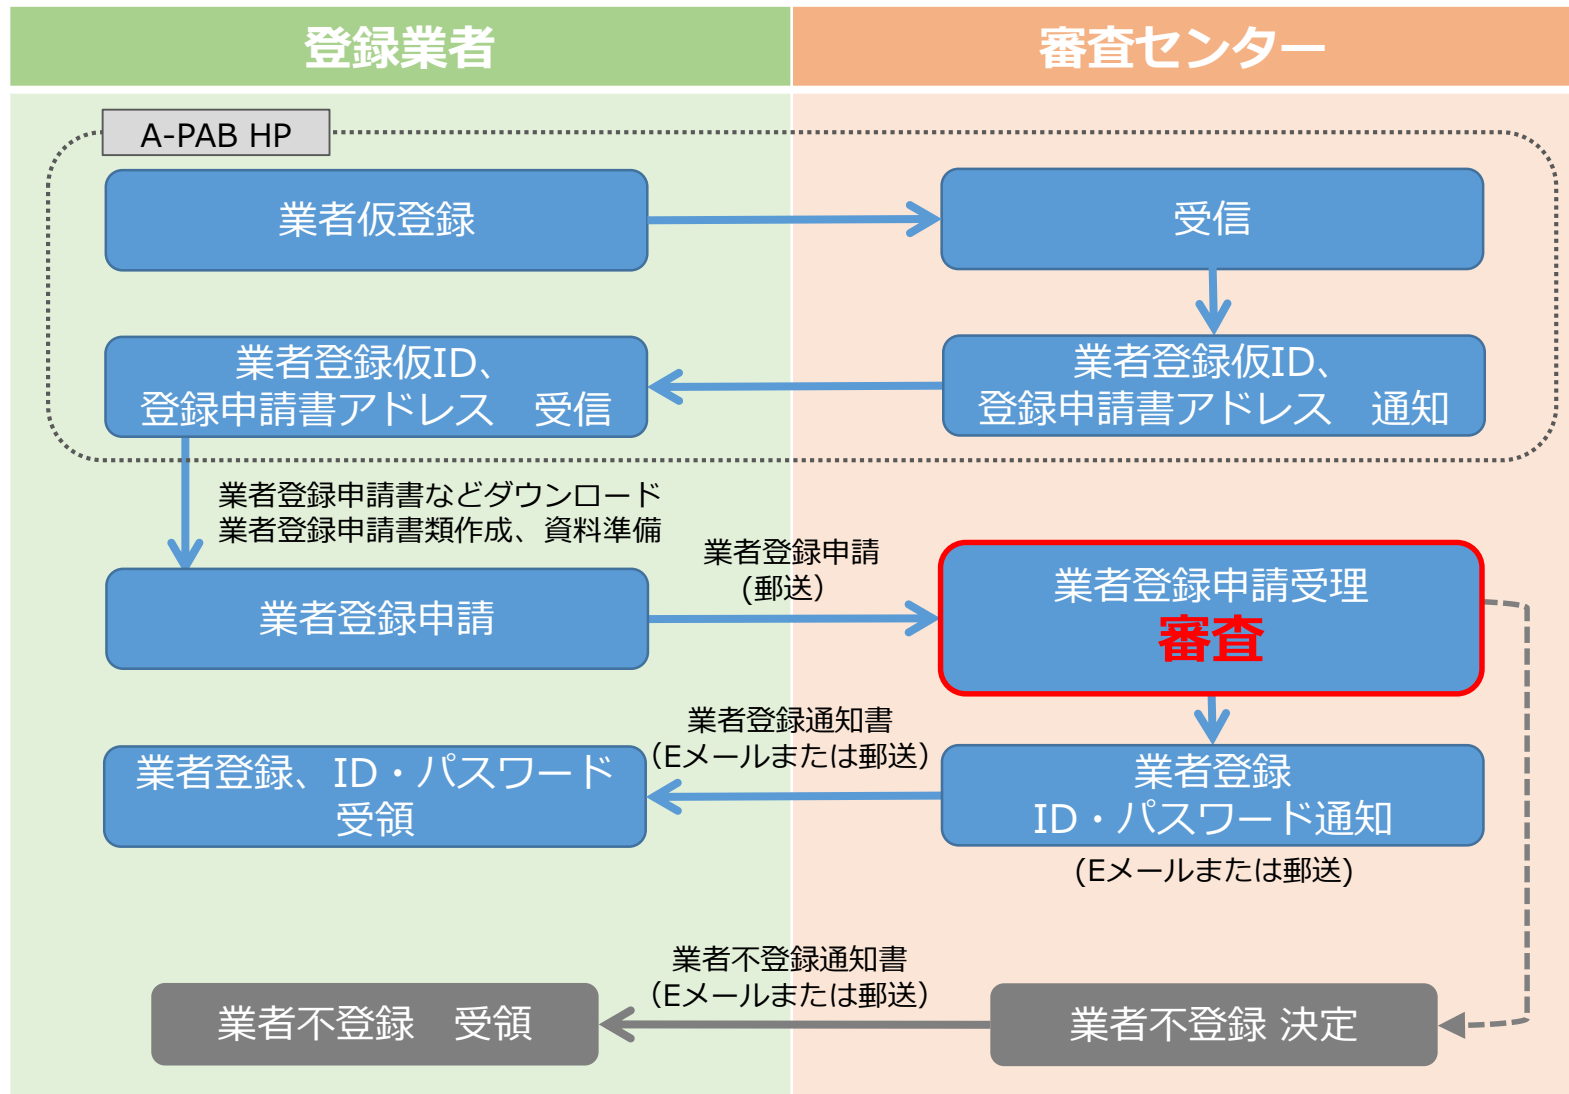 登録業者
審査センター
A-PAB HP
業者仮登録
受信
業者登録仮ID、
登録申請書アドレス　受信
業者登録仮ID、
登録申請書アドレス　通知
業者登録申請書などダウンロード
業者登録申請書類作成、資料準備
業者登録申請
(郵送）
業者登録申請
業者登録申請受理
審査
業者登録通知書
（Eメールまたは郵送）
業者登録、ID・パスワード
受領
業者登録
ID・パスワード通知
(Eメールまたは郵送)
業者不登録通知書
（Eメールまたは郵送）
業者不登録　受領
業者不登録 決定